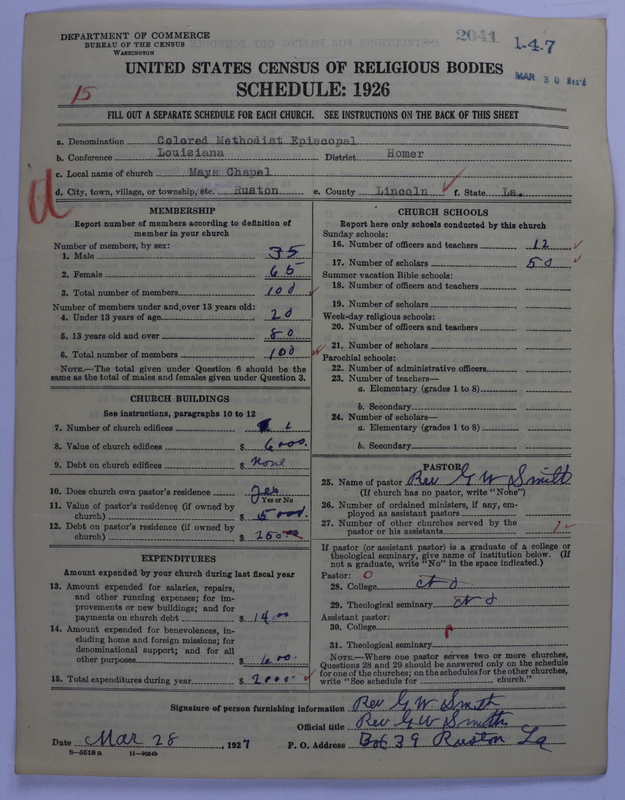 DEPARTMENT OF COMMERCE
BUREAU OF THE CENSUS
WASHINGTON
2041
1-4-7
MAR 30 Rec'd
UNITED STATES CENSUS OF RELIGIOUS BODIES
SCHEDULE: 1926
15
FILL OUT A SEPARATE SCHEDULE FOR EACH CHURCH. SEE INSTRUCTIONS ON THE BACK OF THIS SHEET
a. Denomination Colored Methodist Episcopal
b. Conference Louisiana District Homer
c. Local name of church Mays Chapel
d. City, town, village, or township, etc. Ruston e. County Lincoln f. State La.
MEMBERSHIP
Report number of members according to definition of
member in your church
Number of members, by sex:
1. Male 35
2. Female 65
3. Total number of members 100
Number of members under and over 13 years old:
4. Under 13 years of age 20
5. 13 years old and over 80
6. Total number of members 100
NOTE.—The total given under Question 6 should be
same as the total of males and females given under Question 3.
CHURCH BUILDINGS
See instructions, paragraphs 10 to 12
7. Number of church edifices 1
8. Value of church edifices $ 6000.
9. Debt on church edifices $ None
10. Does church own pastor's residence Yes
Yes or No
11. Value of pastor's residence (if owned by
church) $ 5000.
12. Debt on pastor's residence (if owned by
church) $
EXPENDITURES
Amount expended by your church during last fiscal year
13. Amount expended for salaries, repairs,
and other running expenses; for im-
provements or new buildings; and for
payments on church debt $ 1400
14. Amount expended for benevolences, in-
cluding home and foreign missions; for
denominational support; and for all
other purposes $ 600.
15. Total expenditures during year $ 2000.
CHURCH SCHOOLS
Report here only schools conducted by this church
Sunday schools:
16. Number of officers and teachers 12
17. Number of scholars 50
Summer vacation Bible schools:
18. Number of officers and teachers
19. Number of scholars
Week-day religious schools:
20. Number of officers and teachers
21. Number of scholars
Parochial schools:
22. Number of administrative officers
23. Number of teachers—
a. Elementary (grades 1 to 8)
b. Secondary
24. Number of scholars—
a. Elementary (grades 1 to 8)
b. Secondary
PASTOR
25. Name of pastor Rev G W Smith
(If church has no pastor, write "None")
26. Number of ordained ministers, if any, em-
ployed as assistant pastors
27. Number of other churches served by the
pastor or his assistants
If pastor (or assistant pastor) is a graduate of a college or
theological seminary, give name of institution below. (If
not a graduate, write "No" in the space indicated.)
Pastor: 0
28. College No
29. Theological seminary No
Assistant pastor:
30. College
31. Theological seminary
NOTE.—Where one pastor serves two or more churches,
Questions 28 and 29 should be answered only on the schedule
for one of the churches; on the schedules for the other churches,
write "See schedule for church."
Signature of person furnishing information Rev G W Smith
Official title Rev G W Smith
Date Mar 28, 1927 P. O. Address Box 39 Ruston La